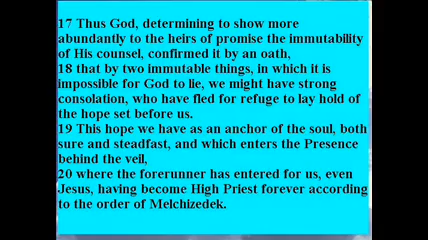 17 Thus God, determining to show more
abundantly to the heirs of promise the immutability
of His counsel, confirmed it by an oath,
18 that by two immutable things, in which it is
impossible for God to lie, we might have strong
consolation, who have fled for refuge to lay hold of
the hope set before us.
19 This hope we have as an anchor of the soul, both
sure and steadfast, and which enters the Presence
behind the veil,
20 where the forerunner has entered for us, even
Jesus, having become High Priest forever according
to the order of Melchizedek.